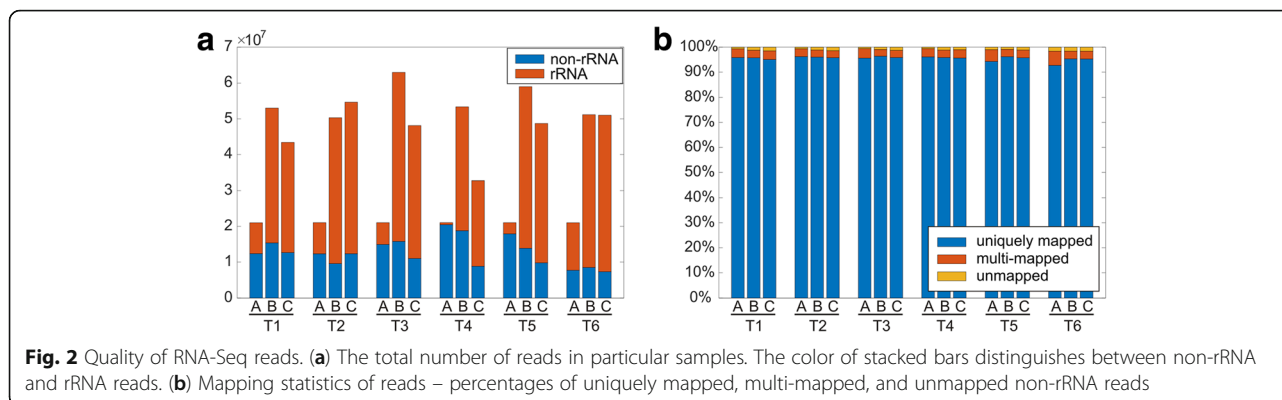 a
×10⁷
7
6
5
4
3
2
1
0
non-rRNA
rRNA
A B C A B C A B C A B C A B C A B C
T1 T2 T3 T4 T5 T6
b
100%
90%
80%
70%
60%
50%
40%
30%
20%
10%
0%
uniquely mapped
multi-mapped
unmapped
A B C A B C A B C A B C A B C A B C
T1 T2 T3 T4 T5 T6
Fig. 2 Quality of RNA-Seq reads. (a) The total number of reads in particular samples. The color of stacked bars distinguishes between non-rRNA
and rRNA reads. (b) Mapping statistics of reads – percentages of uniquely mapped, multi-mapped, and unmapped non-rRNA reads